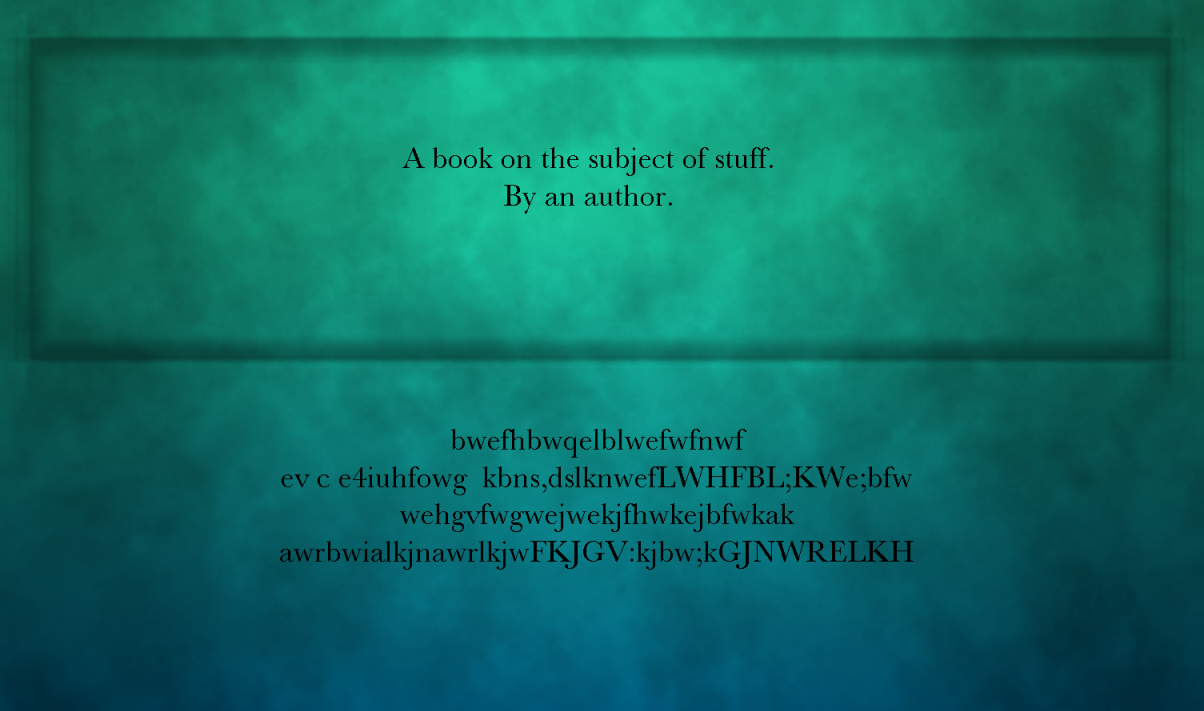 A book on the subject of stuff.
By an author.
bwefhbwqelblwefwfnwf
ev c e4iuhfowg  kbns,dslknwefLWHFBL;KWe;bfw
wehgvfwgwejwekjfhwkejbfwkak
awrbwialkjnawrlkjwFKJGV:kjbw;kGJNWRELKH